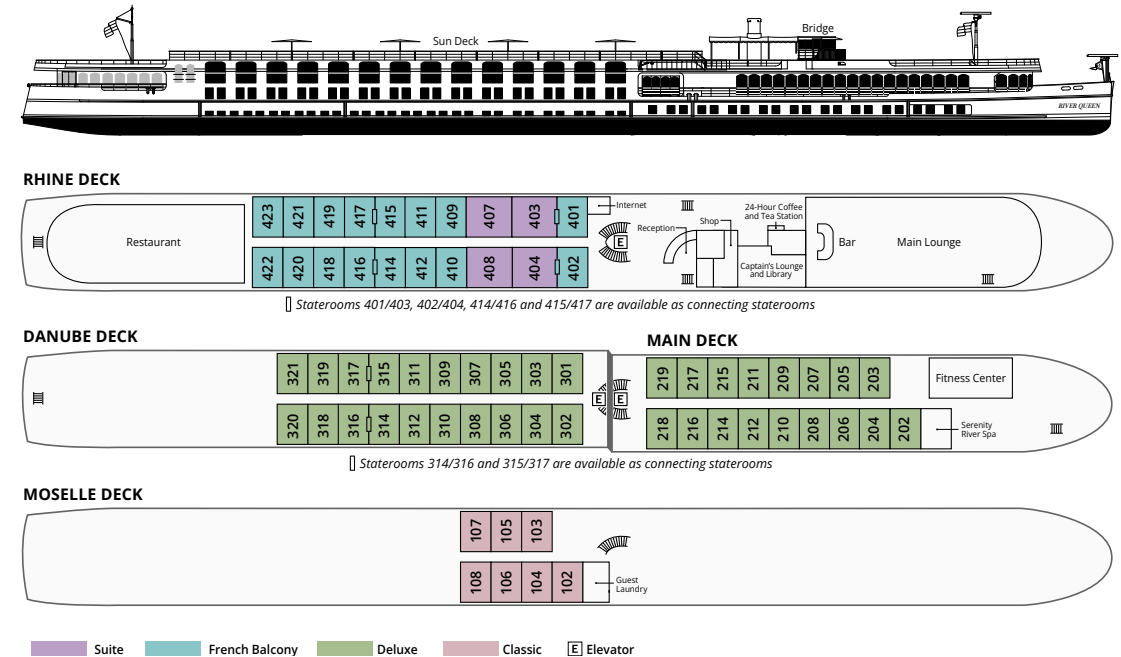 Sun Deck
Bridge
RIVER QUEEN
RHINE DECK
423 421 419 417 415 411 409 407 403 401
Internet
Restaurant
E
Reception
Shop
24-Hour Coffee
and Tea Station
Captain's Lounge
and Library
Bar
Main Lounge
422 420 418 416 414 412 410 408 404 402
Staterooms 401/403, 402/404, 414/416 and 415/417 are available as connecting staterooms
DANUBE DECK
321 319 317 315 311 309 307 305 303 301
E
320 318 316 314 312 310 308 306 304 302
Staterooms 314/316 and 315/317 are available as connecting staterooms
MAIN DECK
219 217 215 211 209 207 205 203
Fitness Center
E
218 216 214 212 210 208 206 204 202
Serenity
River Spa
MOSELLE DECK
107 105 103
108 106 104 102
Guest
Laundry
Suite
French Balcony
Deluxe
Classic
E Elevator